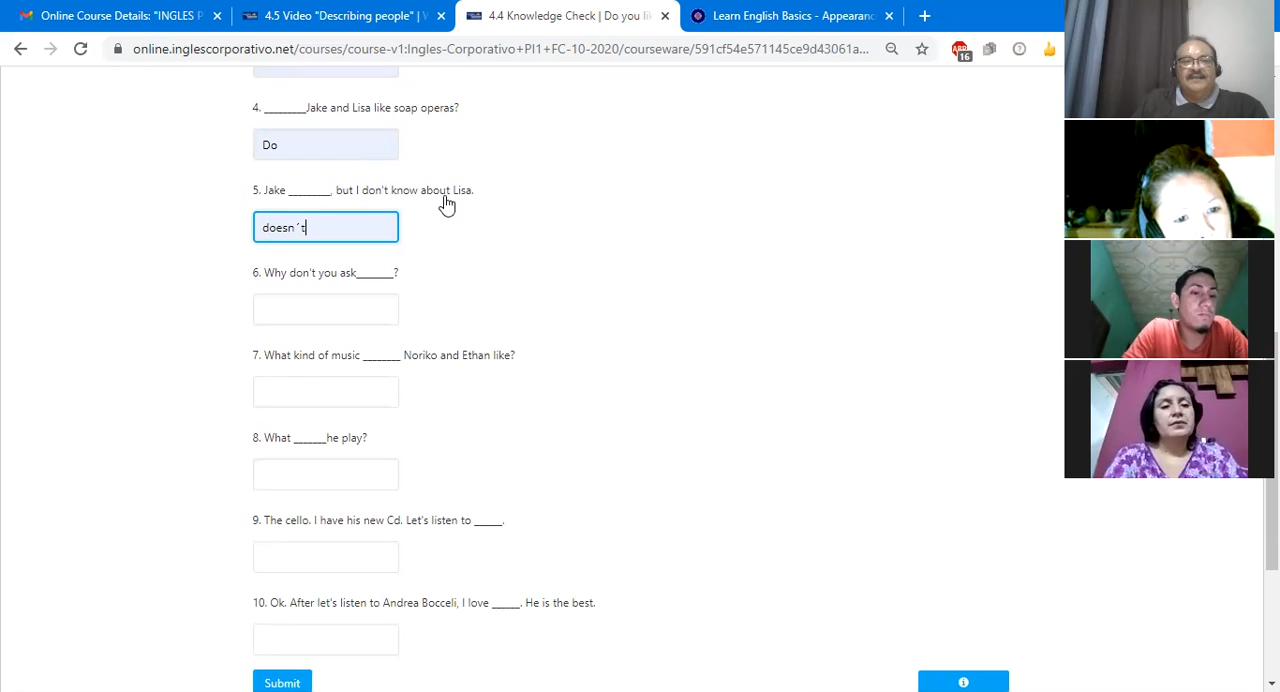 Online Course Details: "INGLES P
4.5 Video "Describing people" | V
4.4 Knowledge Check | Do you li
Learn English Basics - Appearanc
online.inglescorporativo.net/courses/course-v1:Ingles-Corporativo+PI1+FC-10-2020/courseware/591cf54e571145ce9d43061a...
ABP
16
4. ________Jake and Lisa like soap operas?
Do
5. Jake ________, but I don't know about Lisa.
doesn´t
6. Why don't you ask_______?
7. What kind of music _______ Noriko and Ethan like?
8. What ______he play?
9. The cello. I have his new Cd. Let's listen to _____.
10. Ok. After let's listen to Andrea Bocceli, I love _____. He is the best.
Submit